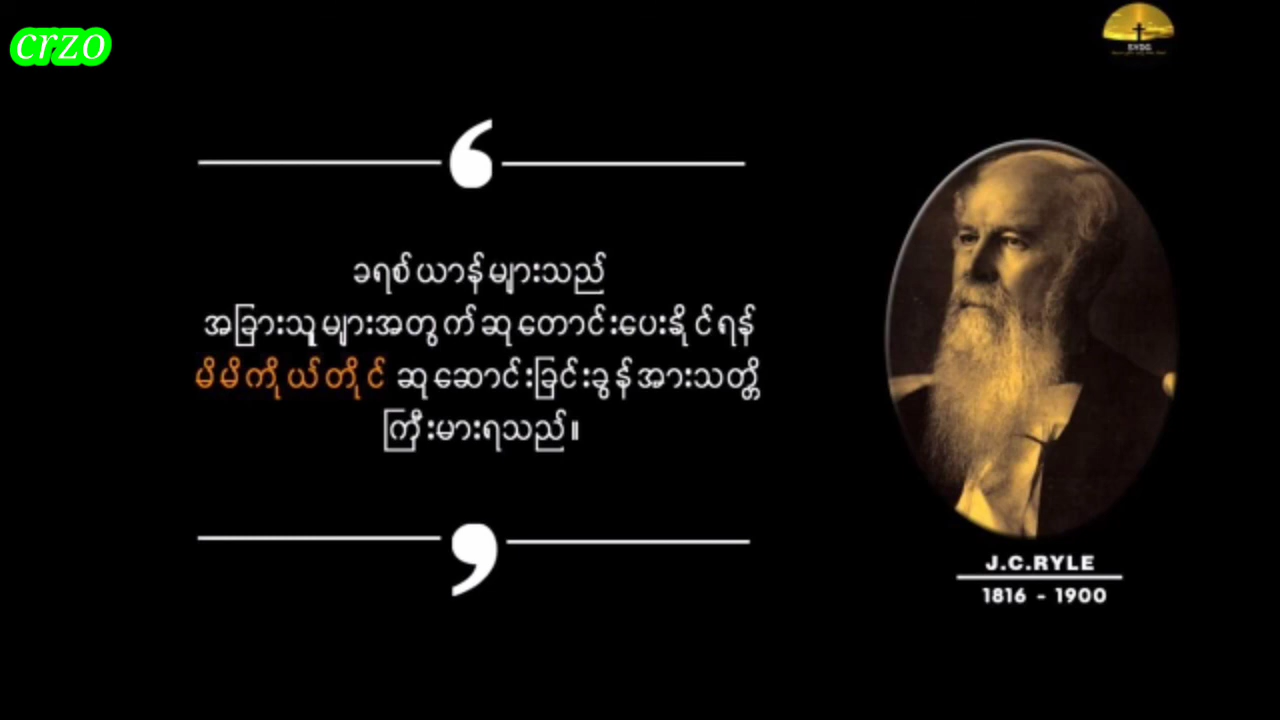 crzo
ခရစ်ယာန်များသည်
အခြားသူများအတွက်ဆုတောင်းပေးနိုင်ရန်
မိမိကိုယ်တိုင် ဆုဆောင်းခြင်းခွန်အားသတ္တိ
ကြီးမားရသည်။
J.C.RYLE
1816 - 1900